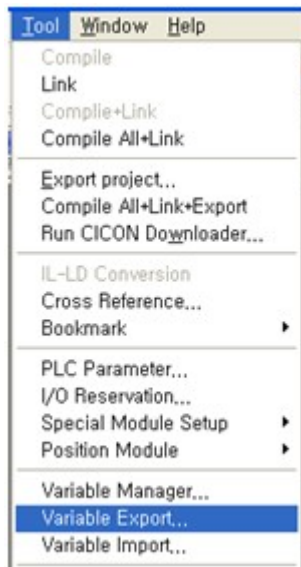 Tool Window Help
Compile
Link
Complie+Link
Compile All+Link
Export project...
Compile All+Link+Export
Run CICON Downloader...
IL-LD Conversion
Cross Reference...
Bookmark
PLC Parameter...
I/O Reservation...
Special Module Setup
Position Module
Variable Manager...
Variable Export...
Variable Import...